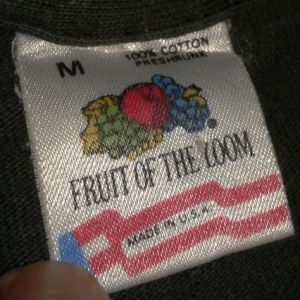 M
100% COTTON
PRESHRUNK
FRUIT OF THE LOOM
®
MADE IN U.S.A.